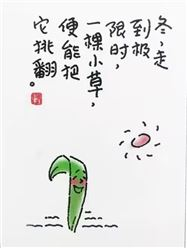 冬，走
到极
限时，
一棵小草，
便能把
它挑翻。